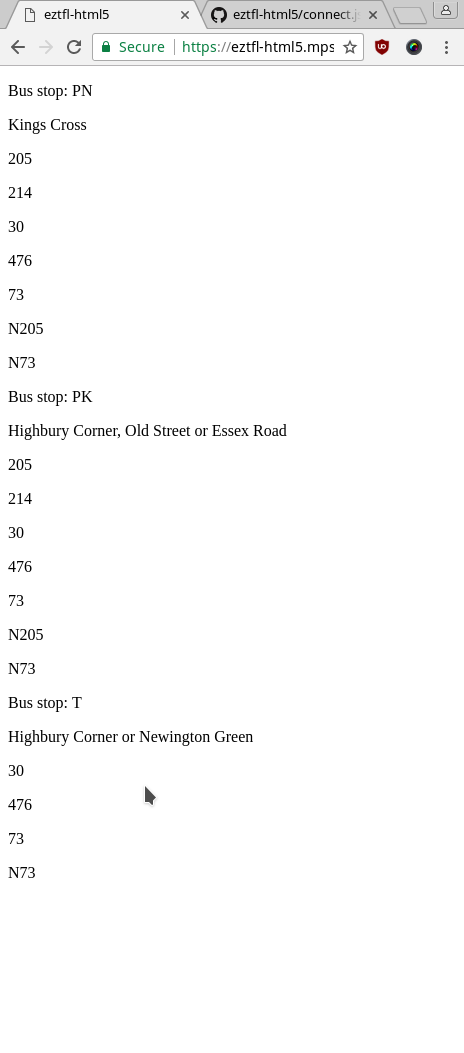 eztfl-html5
eztfl-html5/connect.js
Secure
https://eztfl-html5.mps
Bus stop: PN
Kings Cross
205
214
30
476
73
N205
N73
Bus stop: PK
Highbury Corner, Old Street or Essex Road
205
214
30
476
73
N205
N73
Bus stop: T
Highbury Corner or Newington Green
30
476
73
N73